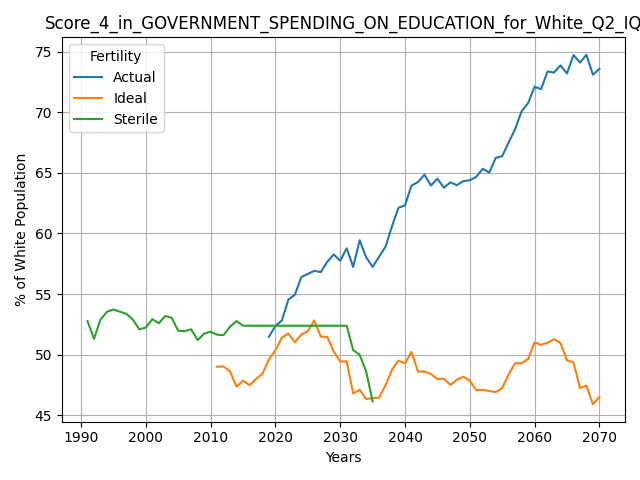 Score_4_in_GOVERNMENT_SPENDING_ON_EDUCATION_for_White_Q2_IQ
Fertility
Actual
Ideal
Sterile
% of White Population
75
70
65
60
55
50
45
1990 2000 2010 2020 2030 2040 2050 2060 2070
Years